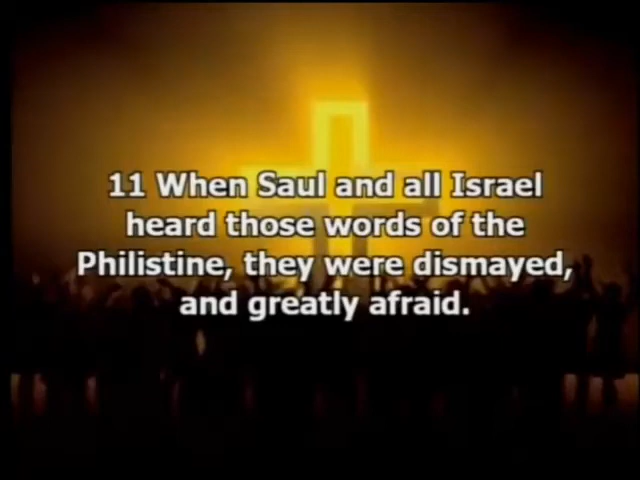 11 When Saul and all Israel
heard those words of the
Philistine, they were dismayed,
and greatly afraid.